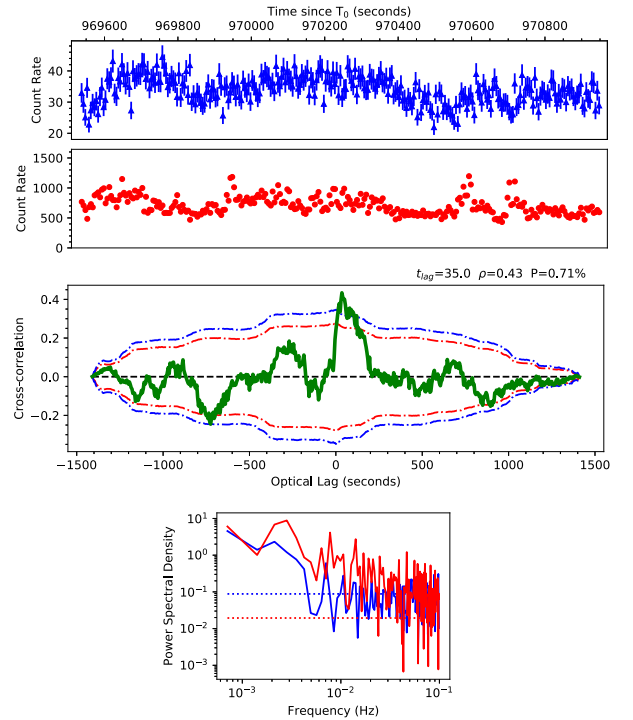 Time since T0 (seconds)
969600 969800 970000 970200 970400 970600 970800
Count Rate
40
30
20
Count Rate
1500
1000
500
0
tlag=35.0 ρ=0.43 P=0.71%
Cross-correlation
0.4
0.2
0.0
−0.2
−1500 −1000 −500 0 500 1000 1500
Optical Lag (seconds)
Power Spectral Density
10^1
10^0
10^−1
10^−2
10^−3
10^−3 10^−2 10^−1
Frequency (Hz)